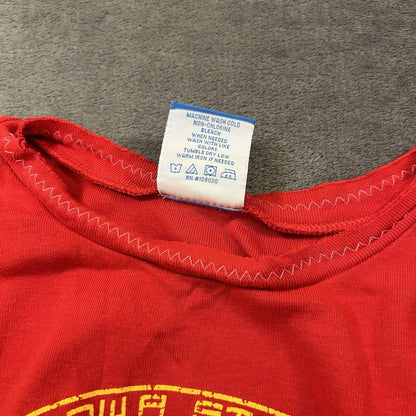 MACHINE WASH COLD
NON-CHLORINE
BLEACH
WHEN NEEDED
WASH WITH LIKE
COLORS
TUMBLE DRY LOW
WARM IRON IF NEEDED
RN #108030